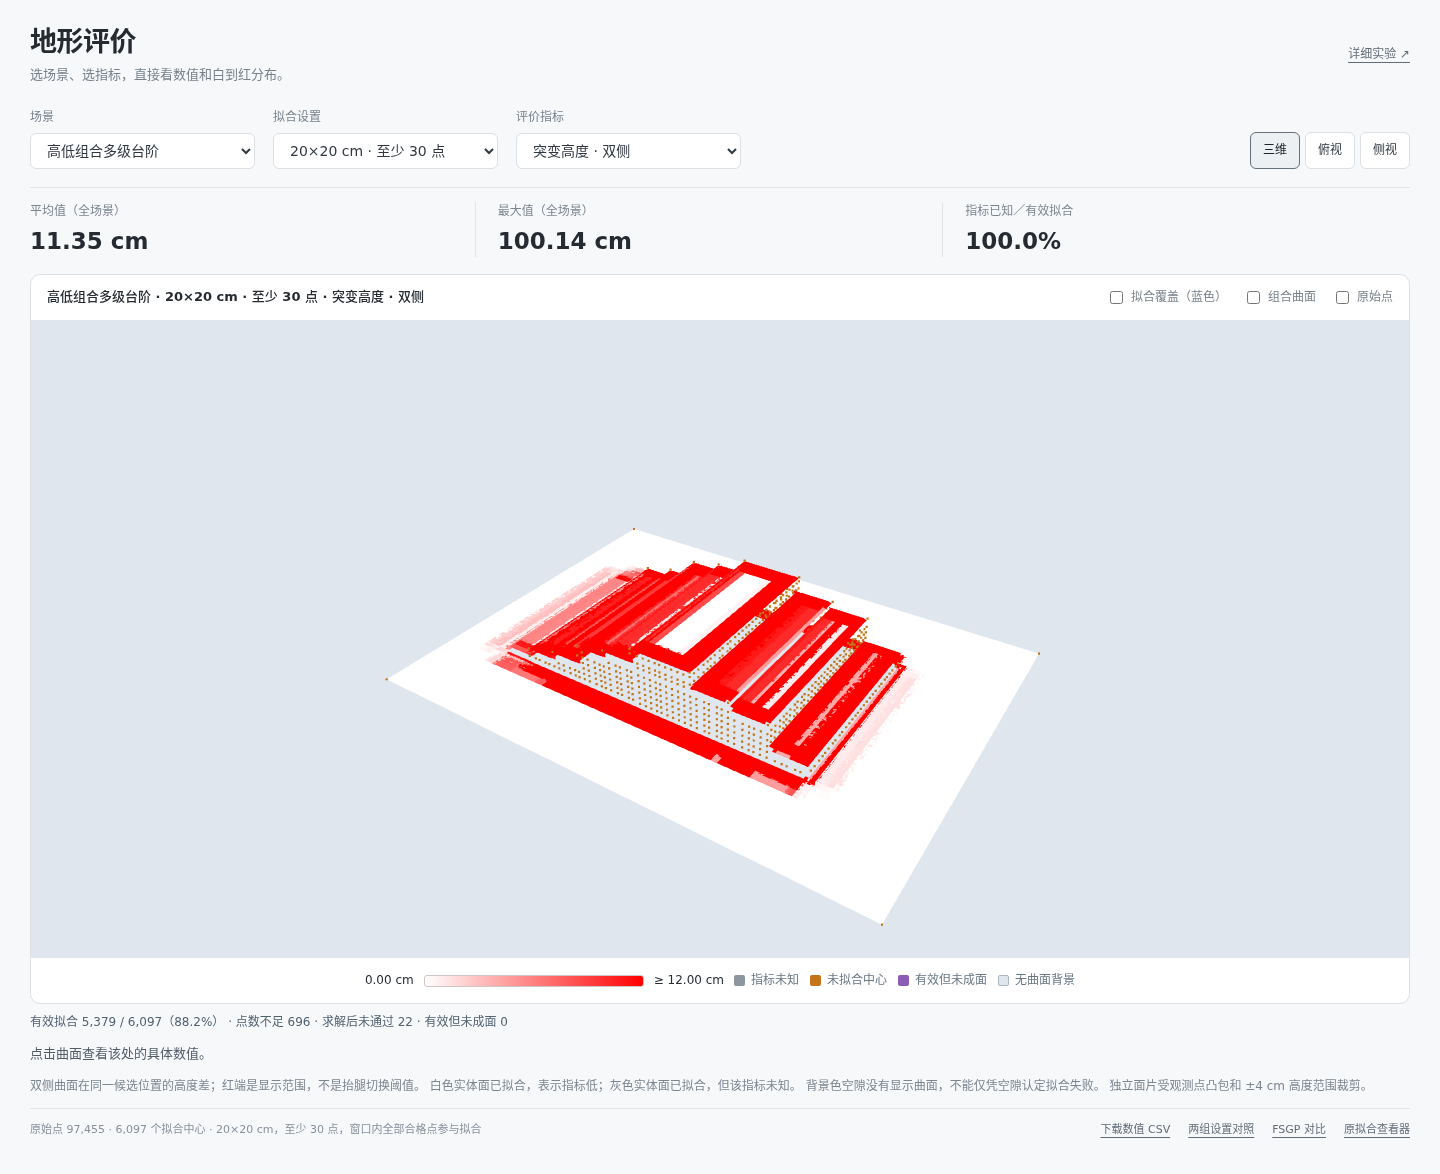 地形评价
选场景、选指标，直接看数值和白到红分布。
详细实验 ↗
场景
拟合设置
评价指标
高低组合多级台阶
20×20 cm · 至少 30 点
突变高度 · 双侧
三维
俯视
侧视
平均值（全场景）
最大值（全场景）
指标已知／有效拟合
11.35 cm
100.14 cm
100.0%
高低组合多级台阶 · 20×20 cm · 至少 30 点 · 突变高度 · 双侧
拟合覆盖（蓝色）
组合曲面
原始点
0.00 cm
≥ 12.00 cm
指标未知
未拟合中心
有效但未成面
无曲面背景
有效拟合 5,379 / 6,097（88.2%） · 点数不足 696 · 求解后未通过 22 · 有效但未成面 0
点击曲面查看该处的具体数值。
双侧曲面在同一候选位置的高度差；红端是显示范围，不是抬腿切换阈值。 白色实体面已拟合，表示指标低；灰色实体面已拟合，但该指标未知。 背景色空隙没有显示曲面，不能仅凭空隙认定拟合失败。 独立面片受观测点凸包和 ±4 cm 高度范围裁剪。
原始点 97,455 · 6,097 个拟合中心 · 20×20 cm，至少 30 点，窗口内全部合格点参与拟合
下载数值 CSV
两组设置对照
FSGP 对比
原拟合查看器